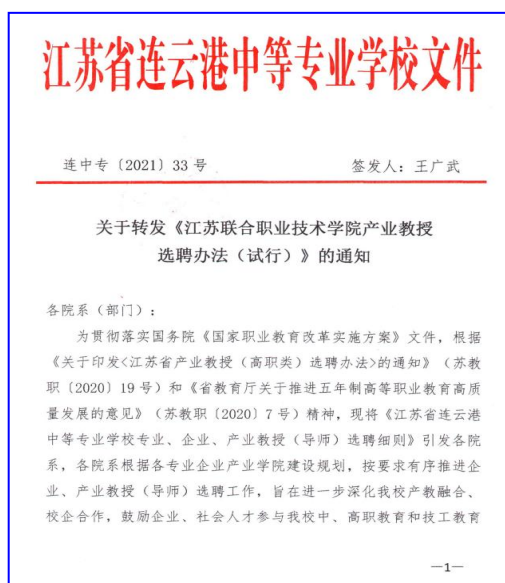 江苏省连云港中等专业学校文件
连中专〔2021〕33 号 签发人：王广武
关于转发《江苏联合职业技术学院产业教授
选聘办法（试行）》的通知
各院系（部门）：
为贯彻落实国务院《国家职业教育改革实施方案》文件，根据
《关于印发<江苏省产业教授（高职类）选聘办法>的通知》（苏教
职〔2020〕19 号）和《省教育厅关于推进五年制高等职业教育高质
量发展的意见》（苏教职〔2020〕7 号）精神，现将《江苏省连云港
中等专业学校专业、企业、产业教授（导师）选聘细则》引发各院
系，各院系根据各专业企业产业学院建设规划，按要求有序推进企
业、产业教授（导师）选聘工作，旨在进一步深化我校产教融合、
校企合作，鼓励企业、社会人才参与我校中、高职教育和技工教育
—1—